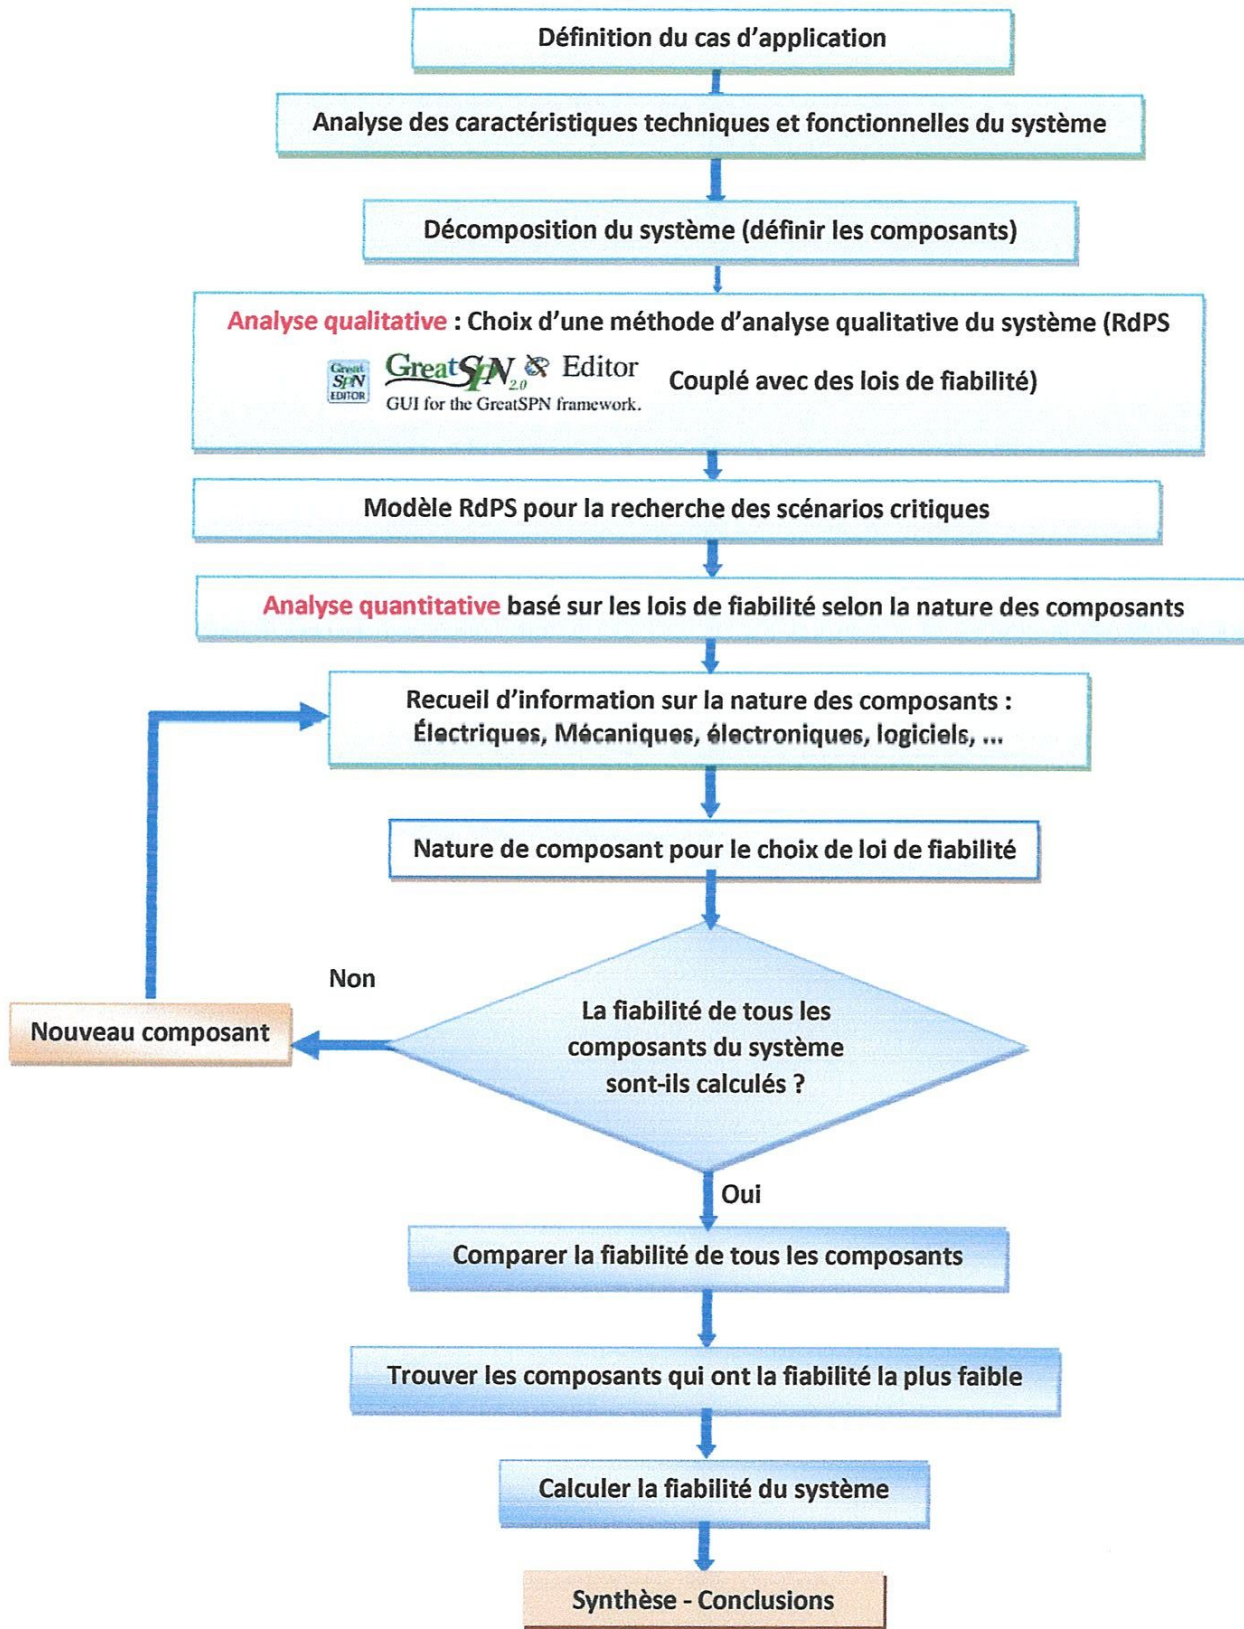 Définition du cas d'application
Analyse des caractéristiques techniques et fonctionnelles du système
Décomposition du système (définir les composants)
Analyse qualitative : Choix d'une méthode d'analyse qualitative du système (RdPS
Great
SPN
EDITOR
GreatSPN 2.0 Editor
GUI for the GreatSPN framework.
Couplé avec des lois de fiabilité)
Modèle RdPS pour la recherche des scénarios critiques
Analyse quantitative basé sur les lois de fiabilité selon la nature des composants
Recueil d'information sur la nature des composants :
Électriques, Mécaniques, électroniques, logiciels, ...
Nature de composant pour le choix de loi de fiabilité
Non
Nouveau composant
La fiabilité de tous les
composants du système
sont-ils calculés ?
Oui
Comparer la fiabilité de tous les composants
Trouver les composants qui ont la fiabilité la plus faible
Calculer la fiabilité du système
Synthèse - Conclusions